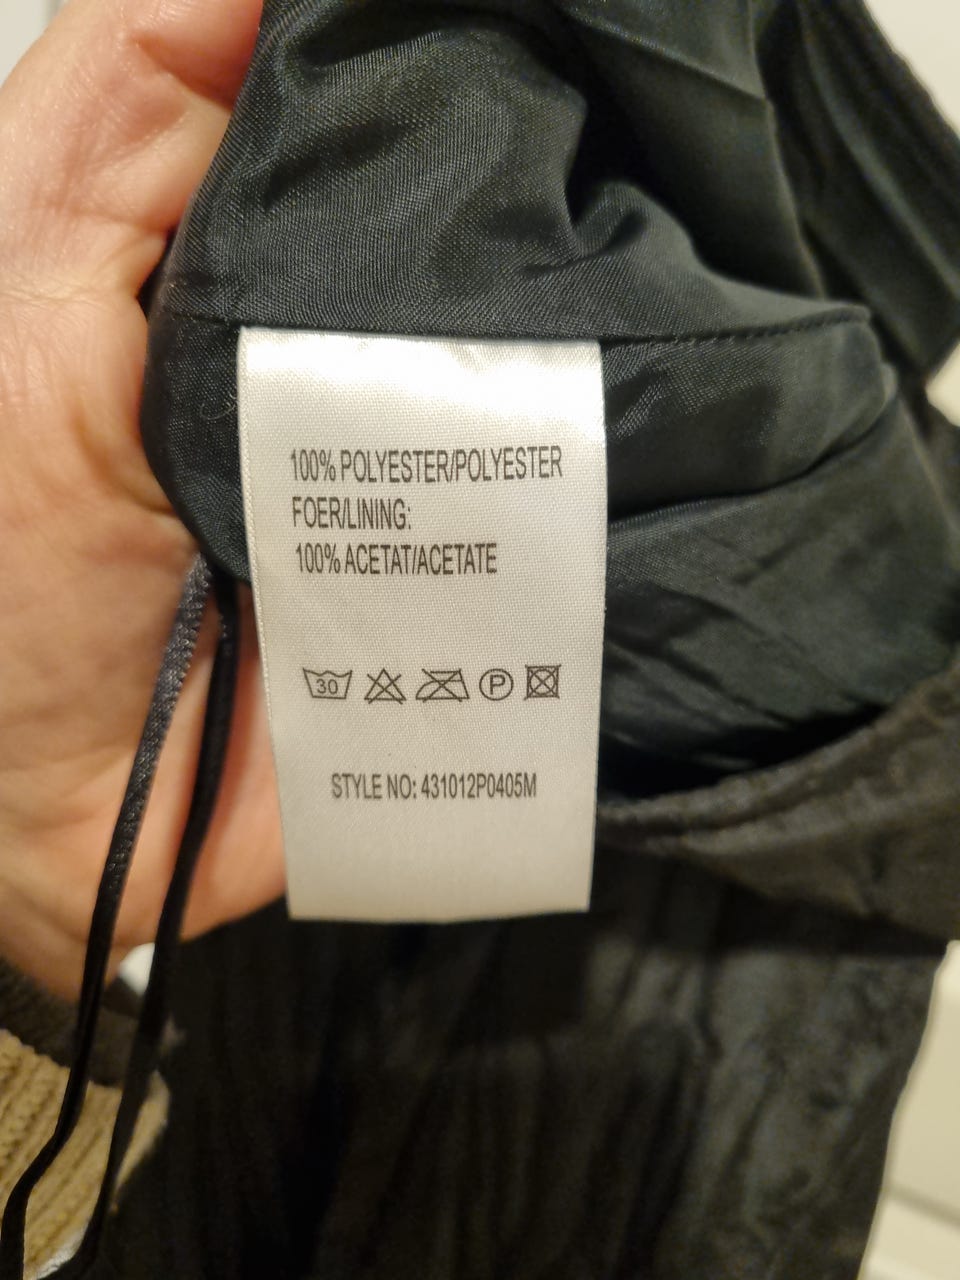 100% POLYESTER/POLYESTER
FOER/LINING:
100% ACETAT/ACETATE
30 P
STYLE NO: 431012P0405M